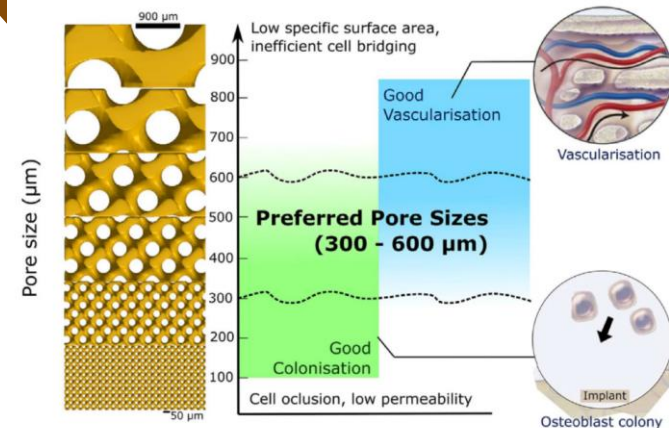 900 µm
Low specific surface area,
inefficient cell bridging
900
800
700
600
500
400
300
200
100
Pore size (µm)
Good
Vascularisation
Vascularisation
Preferred Pore Sizes
(300 - 600 µm)
Good
Colonisation
Cell oclusion, low permeability
50 µm
Implant
Osteoblast colony